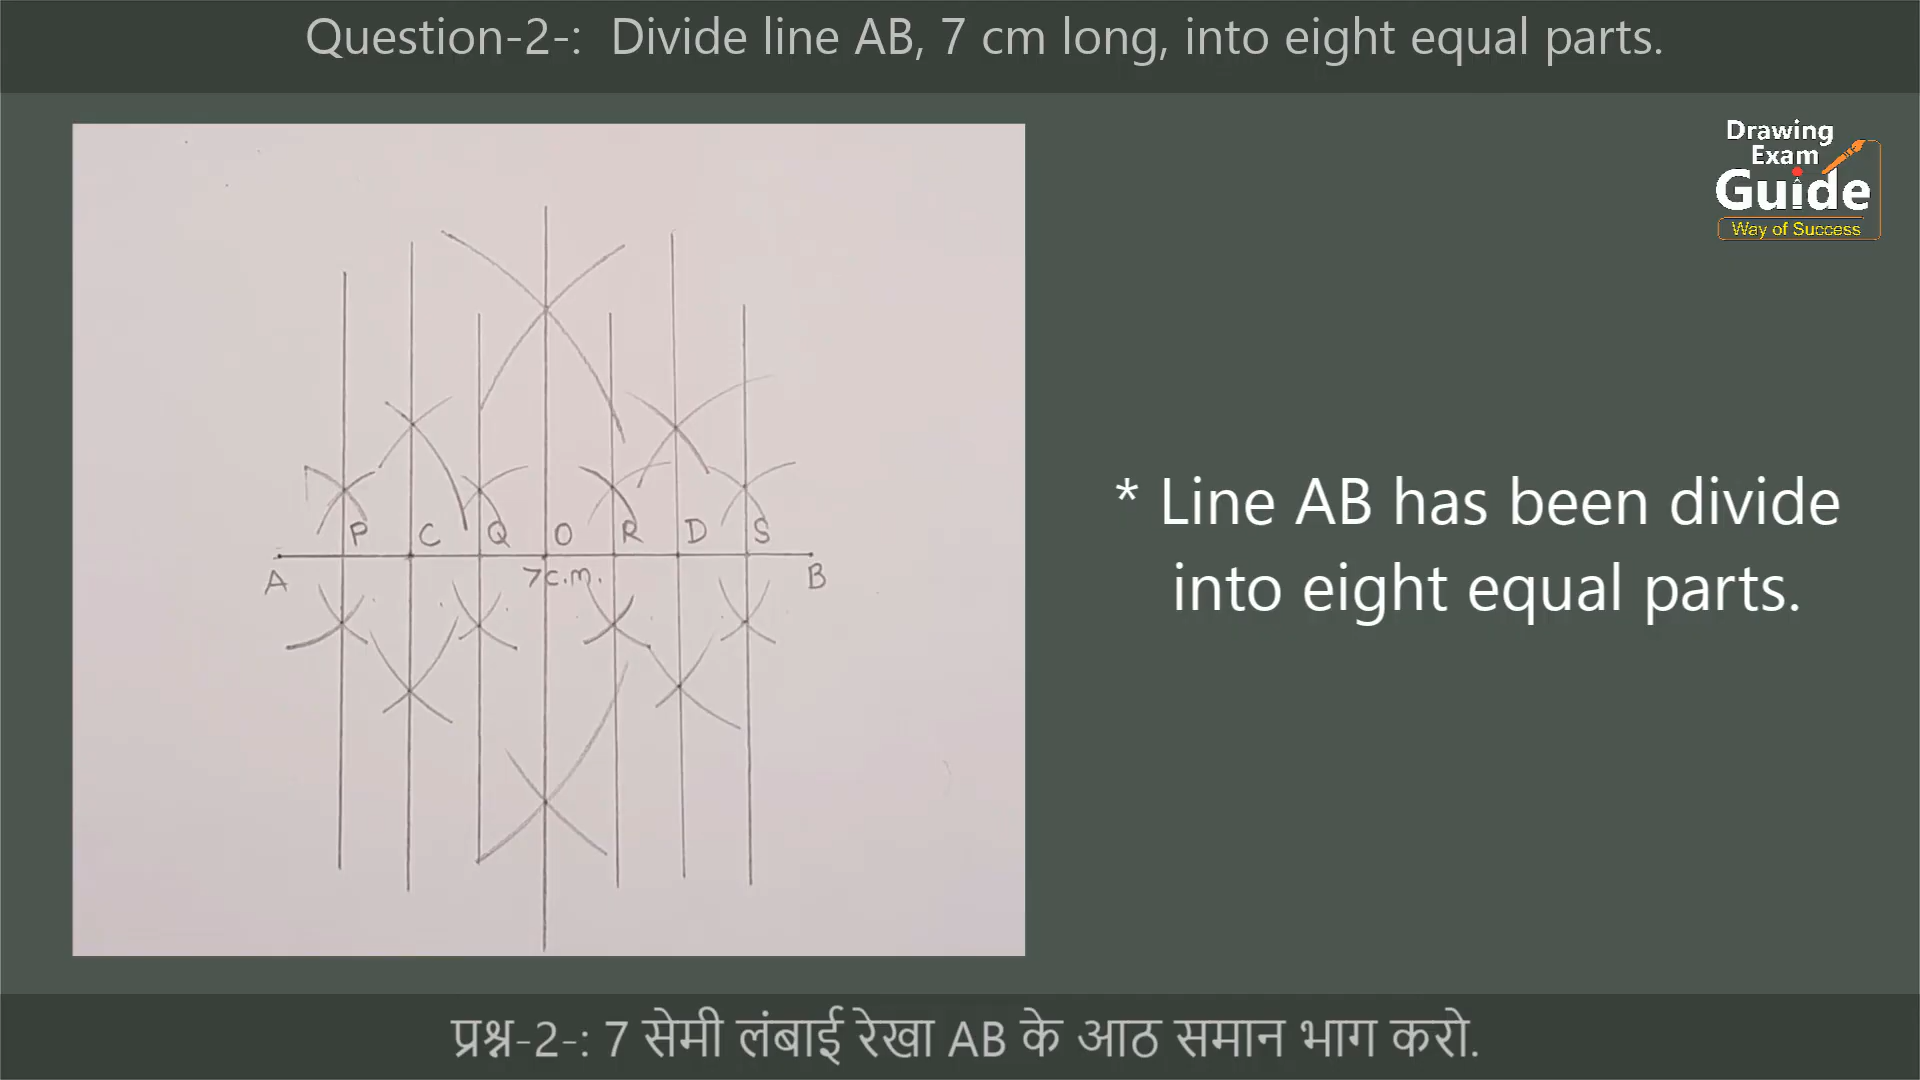 Question-2-: Divide line AB, 7 cm long, into eight equal parts.
Drawing
Exam
Guide
Way of Success
P C Q O R D S
A 7c.m. B
* Line AB has been divide
into eight equal parts.
प्रश्न-2-: 7 सेमी लंबाई रेखा AB के आठ समान भाग करो.